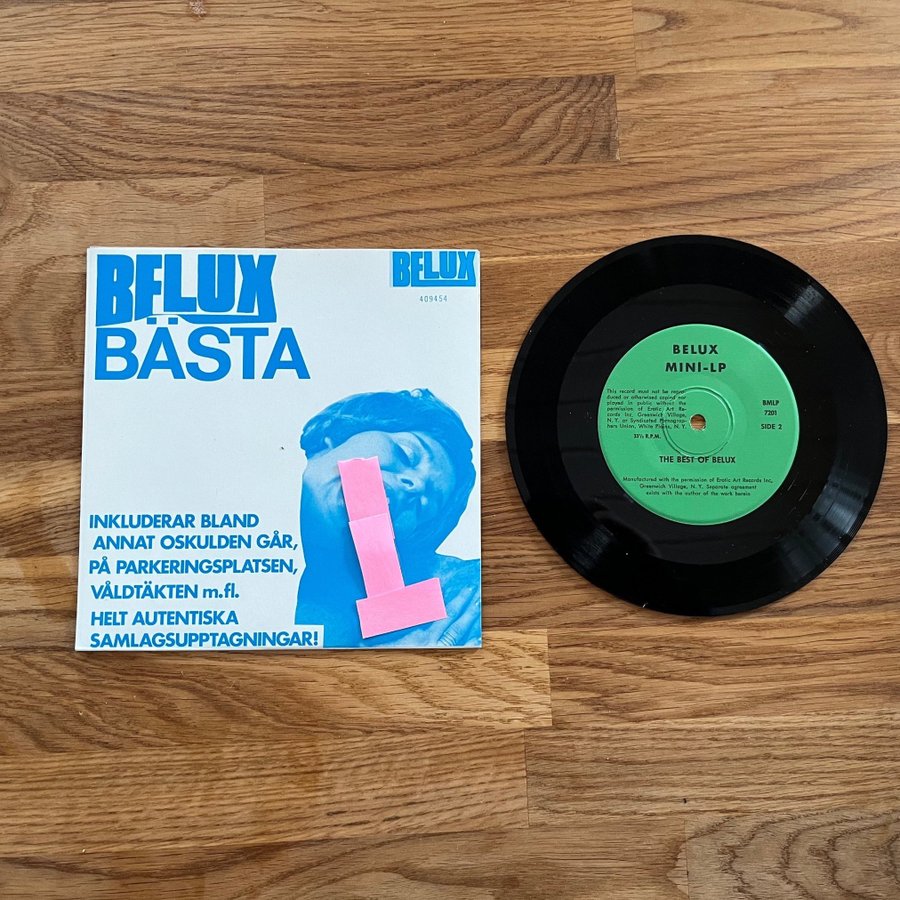 BELUX
BÄSTA
BELUX
409454
INKLUDERAR BLAND
ANNAT OSKULDEN GÅR,
PÅ PARKERINGSPLATSEN,
VÅLDTÄKTEN m.fl.
HELT AUTENTISKA
SAMLAGSUPPTAGNINGAR!
BELUX
MINI-LP
This record must not be repro-
duced or otherwised copied nor
played in public without the
permission of Erotic Art Re-
cords Inc, Greenwich Village,
N. Y. or Syndicated Phonograp-
hers Union, White Plains, N. Y.
33⅓ R.P.M.
BMLP
7201
SIDE 2
THE BEST OF BELUX
Manufactured with the permission of Erotic Art Records Inc,
Greenwich Village, N. Y. Separate agreement
exists with the author of the work herein